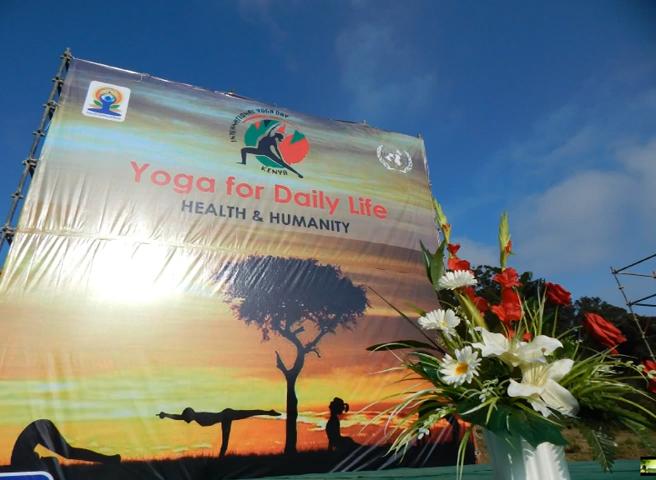 INTERNATIONAL YOGA DAY
KENYA
Yoga for Daily Life
HEALTH & HUMANITY